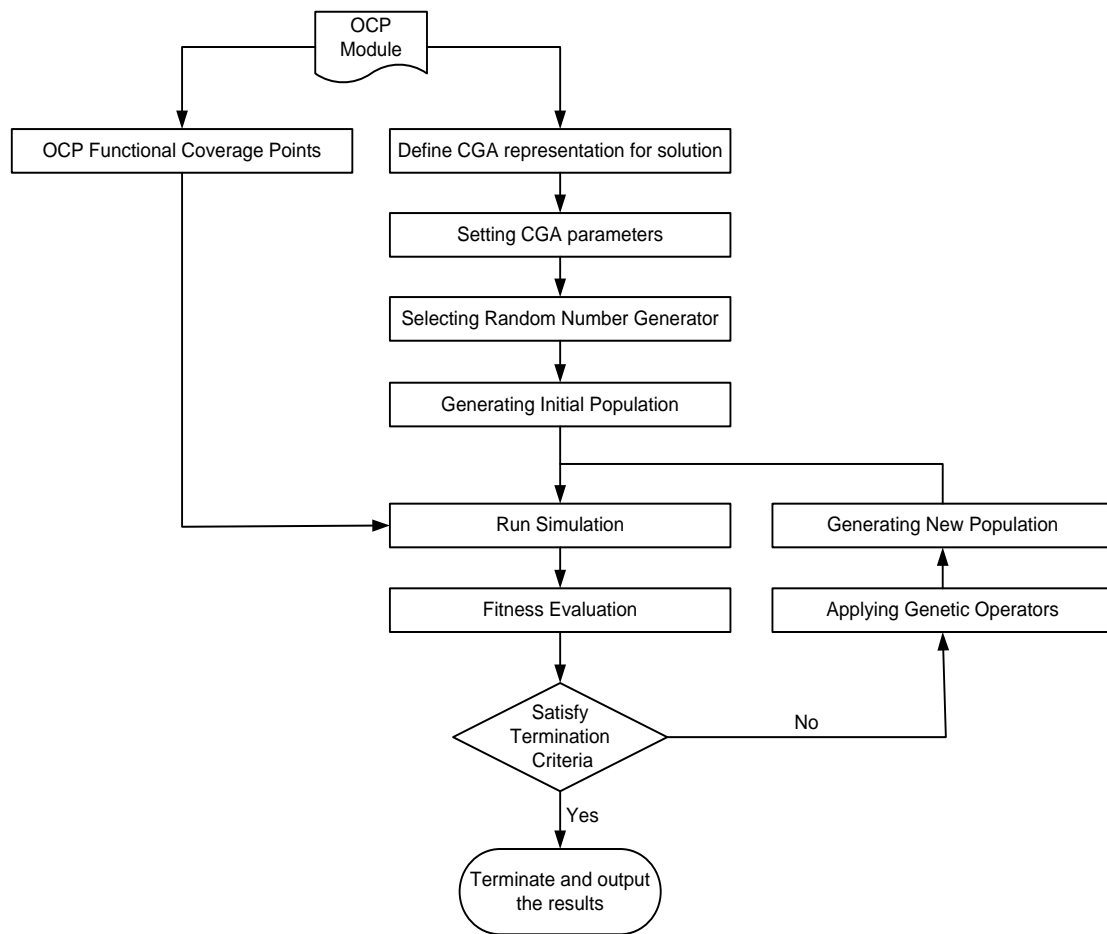 OCP
Module
OCP Functional Coverage Points
Define CGA representation for solution
Setting CGA parameters
Selecting Random Number Generator
Generating Initial Population
Run Simulation
Generating New Population
Fitness Evaluation
Applying Genetic Operators
Satisfy
Termination
Criteria
No
Yes
Terminate and output
the results